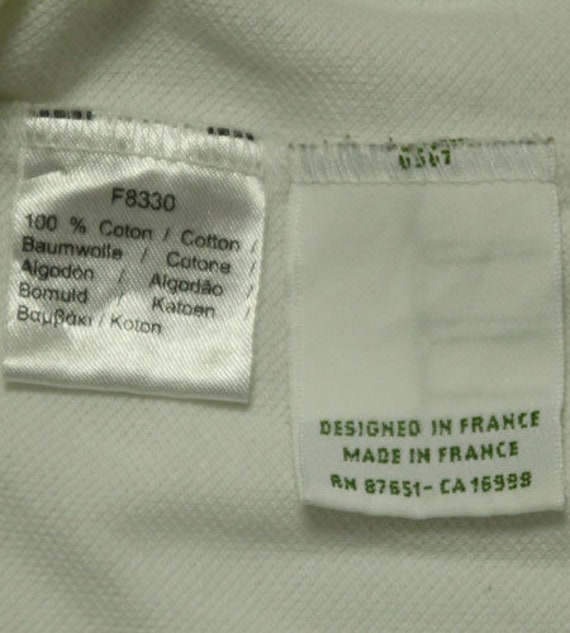 F8330
100 % Coton / Cotton /
Baumwolle / Cotone /
Algodón / Algodão /
Bomuld / Katoen /
Βαμβάκι / Koton
DESIGNED IN FRANCE
MADE IN FRANCE
RN 87651- CA 16999